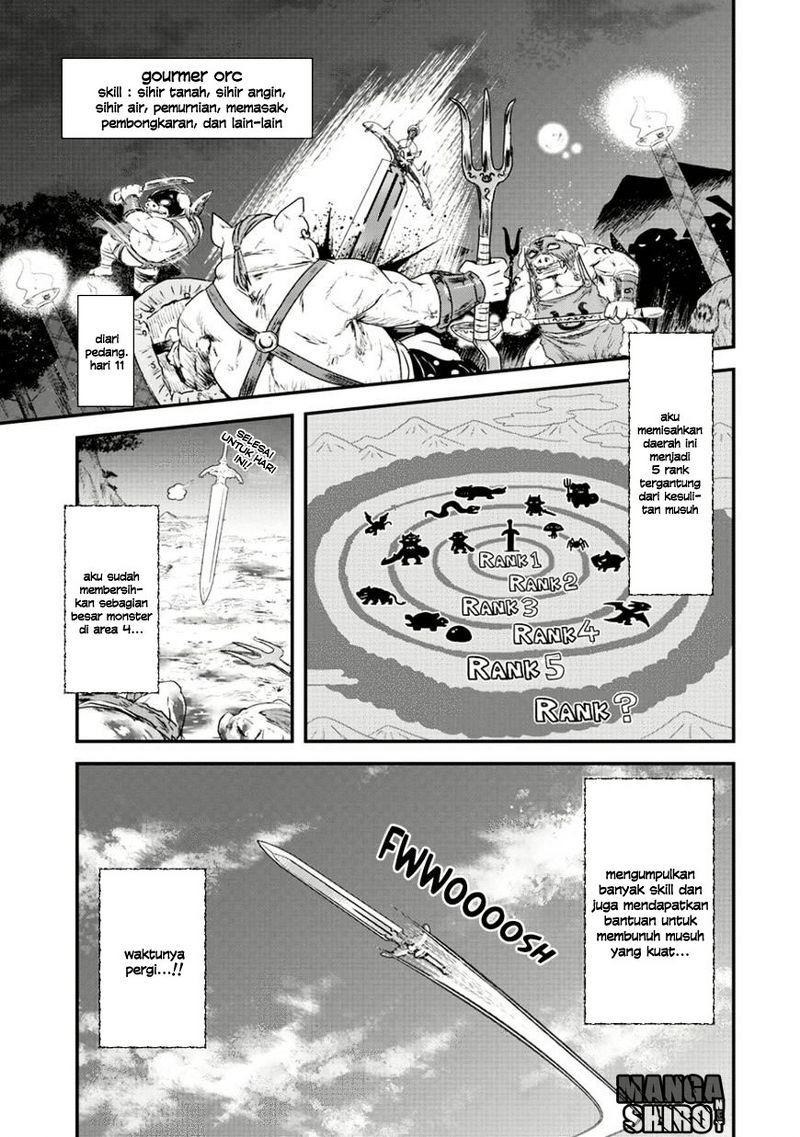 gourmer orc
skill : sihir tanah, sihir angin,
sihir air, pemurnian, memasak,
pembongkaran, dan lain-lain
diari
pedang.
hari 11
aku
memisahkan
daerah ini
menjadi
5 rank
tergantung
dari kesuli-
tan musuh
RANK 1
RANK 2
RANK 3
RANK 4
RANK 5
RANK ?
SELESAI
UNTUK HARI
INI!
aku sudah
membersih-
kan sebagian
besar monster
di area 4...
mengumpulkan
banyak skill dan
juga mendapatkan
bantuan untuk
membunuh musuh
yang kuat...
FWWOOOOSH
waktunya
pergi...!!
MANGA
SHIRO.NET